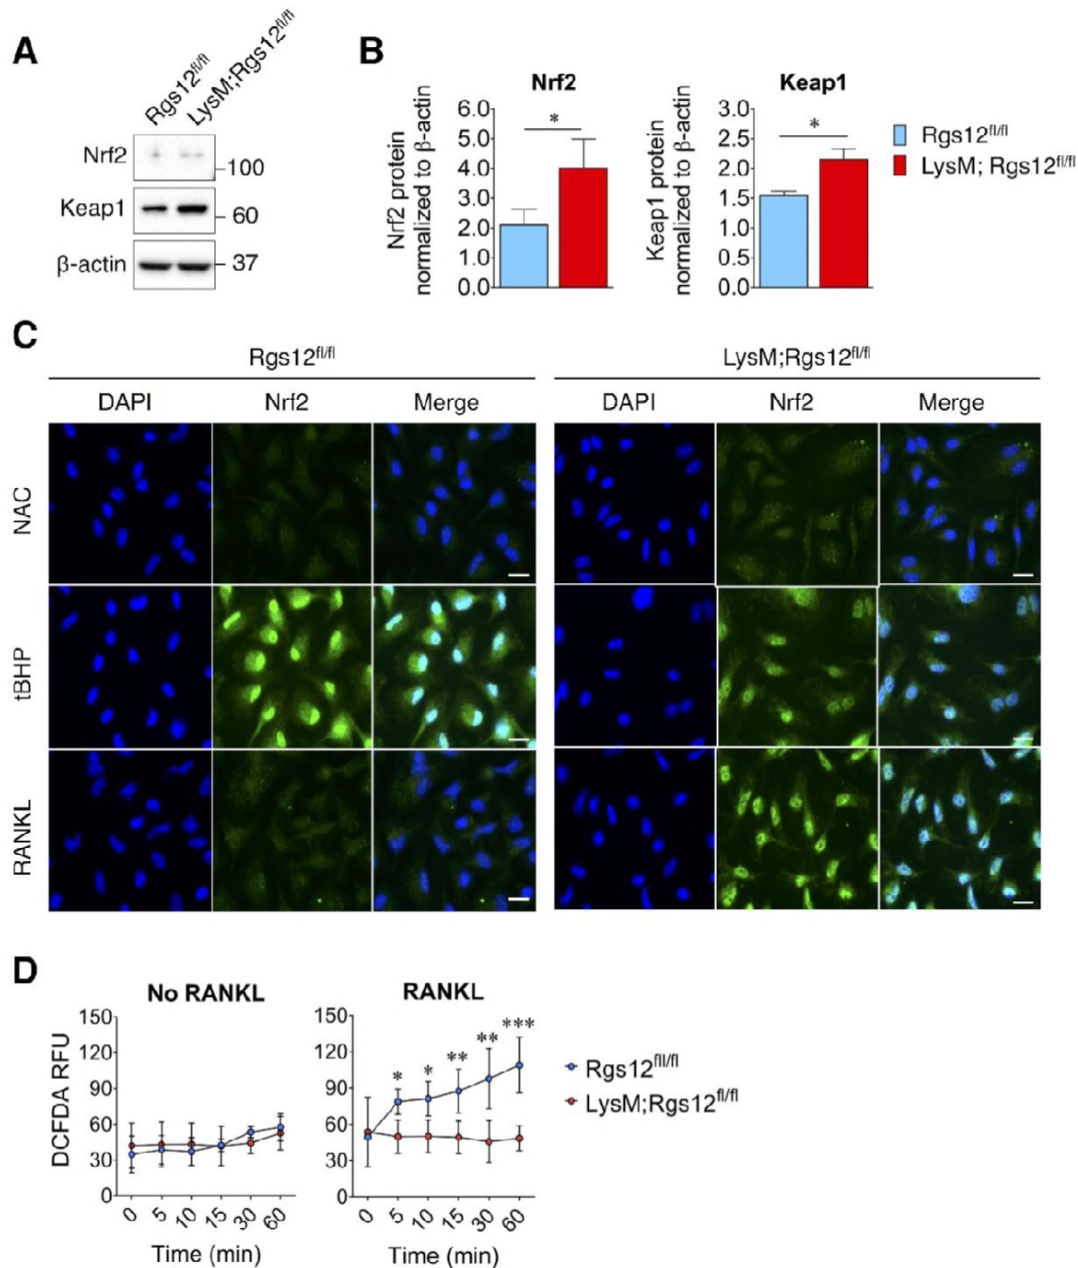 A
Rgs12fl/fl
LysM;Rgs12fl/fl
Nrf2
100
Keap1
60
β-actin
37
B
Nrf2
Nrf2 protein
normalized to β-actin
6.0
5.0
4.0
3.0
2.0
1.0
0.0
*
Keap1
Keap1 protein
normalized to β-actin
3.0
2.5
2.0
1.5
1.0
0.5
0.0
*
Rgs12fl/fl
LysM; Rgs12fl/fl
C
Rgs12fl/fl
LysM;Rgs12fl/fl
DAPI Nrf2 Merge DAPI Nrf2 Merge
NAC
tBHP
RANKL
D
No RANKL
DCFDA RFU
150
120
90
60
30
0
0 5 10 15 30 60
Time (min)
RANKL
150
120
90
60
30
0
* * ** ** ***
0 5 10 15 30 60
Time (min)
Rgs12fll/fl
LysM;Rgs12fl/fl